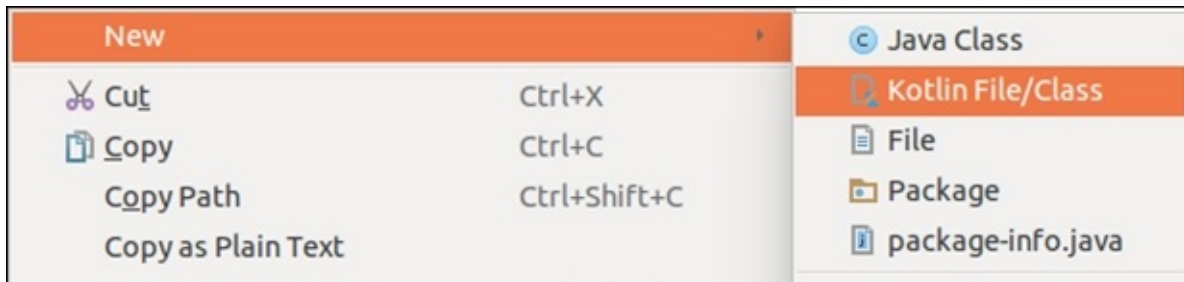 New
Cut Ctrl+X
Copy Ctrl+C
Copy Path Ctrl+Shift+C
Copy as Plain Text
Java Class
Kotlin File/Class
File
Package
package-info.java